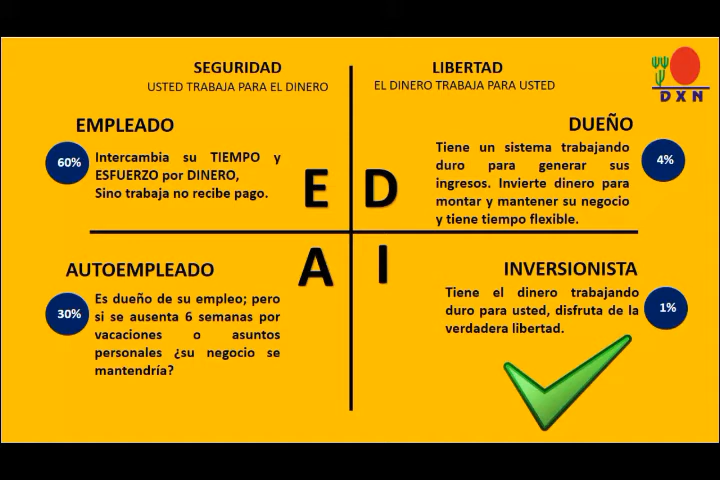 SEGURIDAD
USTED TRABAJA PARA EL DINERO
LIBERTAD
EL DINERO TRABAJA PARA USTED
DXN
EMPLEADO
60%
Intercambia su TIEMPO y
ESFUERZO por DINERO,
Sino trabaja no recibe pago.
E
D
DUEÑO
Tiene un sistema trabajando
duro para generar sus
ingresos. Invierte dinero para
montar y mantener su negocio
y tiene tiempo flexible.
4%
AUTOEMPLEADO
30%
Es dueño de su empleo; pero
si se ausenta 6 semanas por
vacaciones o asuntos
personales ¿su negocio se
mantendría?
A
I
INVERSIONISTA
Tiene el dinero trabajando
duro para usted, disfruta de la
verdadera libertad.
1%